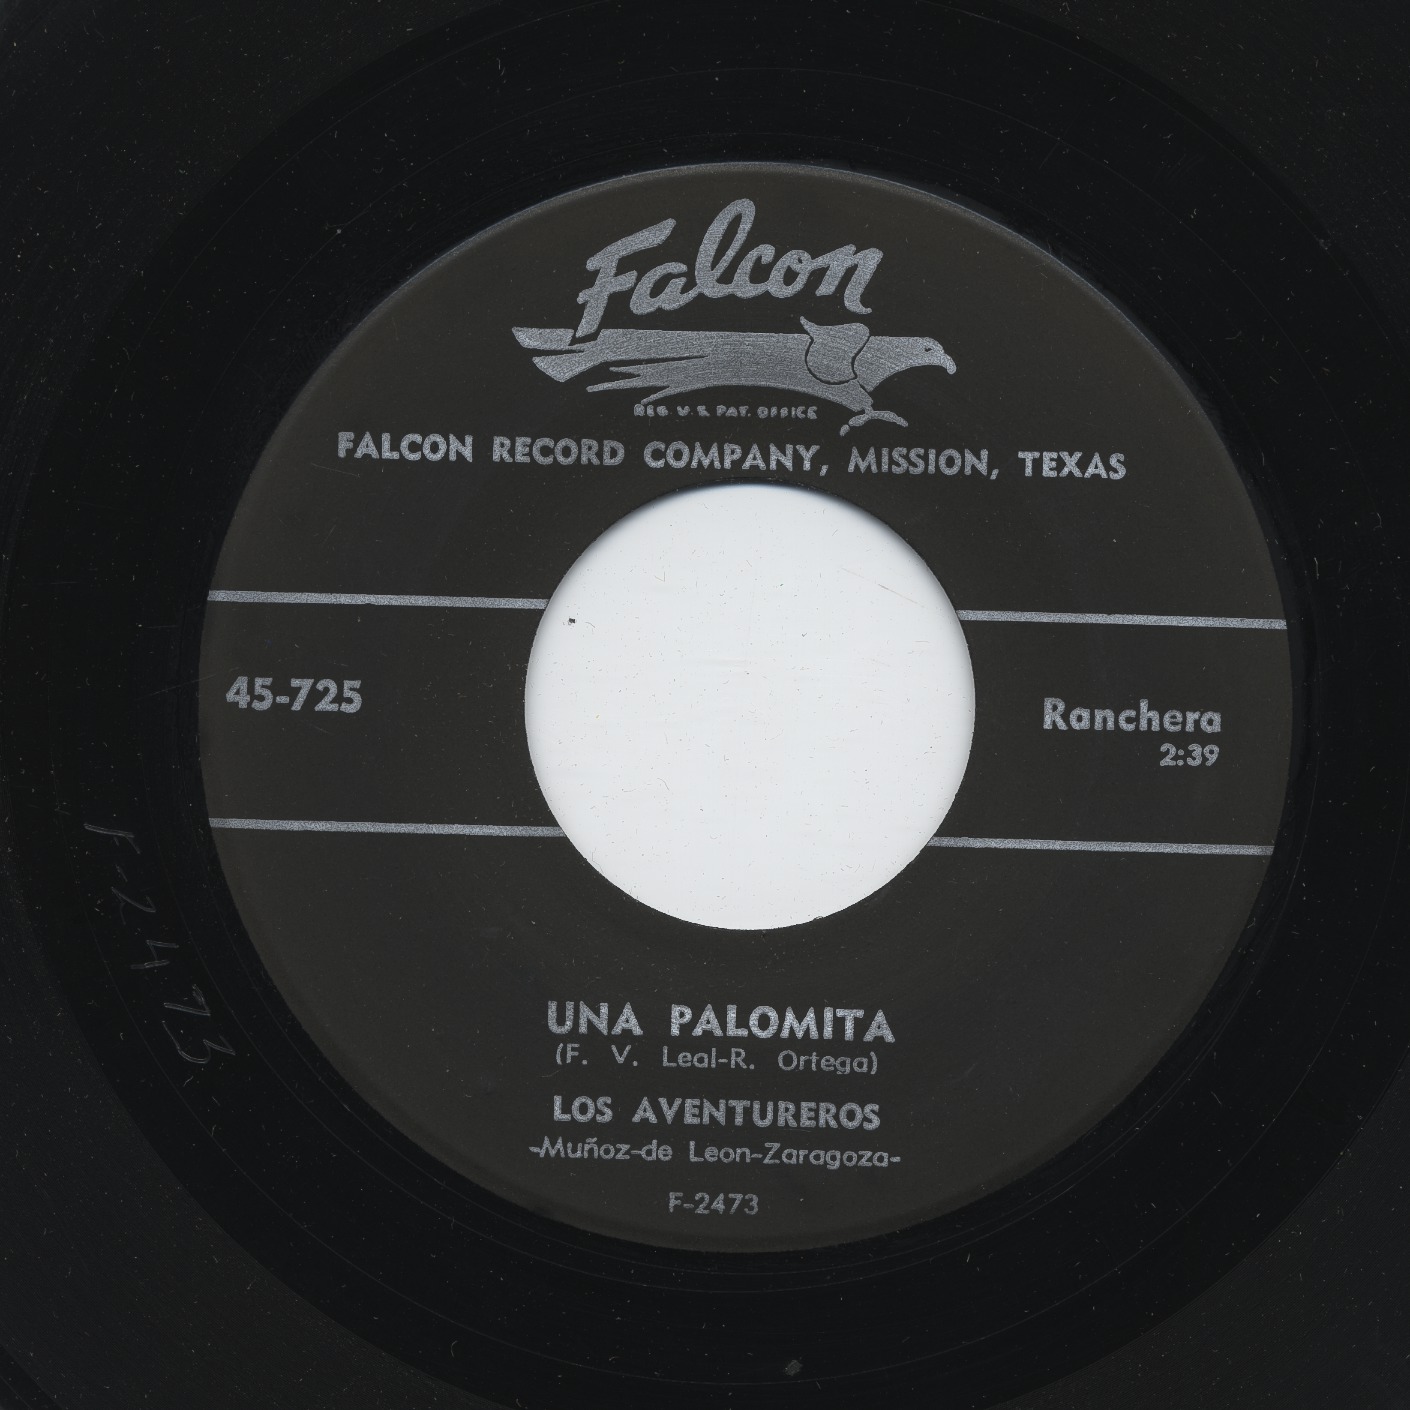 Falcon
REG. U.S. PAT. OFFICE
FALCON RECORD COMPANY, MISSION, TEXAS
45-725
Ranchera
2:39
F-2473
UNA PALOMITA
(F. V. Leal-R. Ortega)
LOS AVENTUREROS
-Muñoz-de Leon-Zaragoza-
F-2473